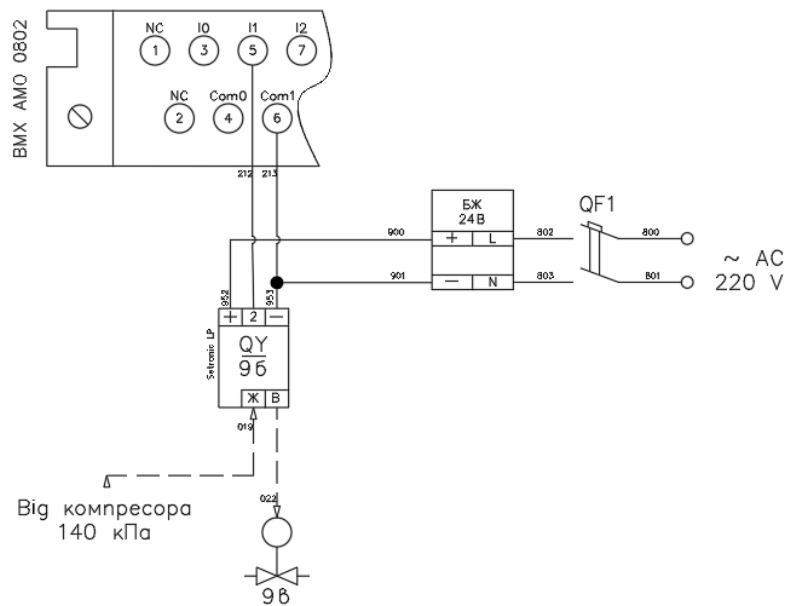 BMX AMO 0802
NC I0 I1 I2
1 3 5 7
NC Com0 Com1
2 4 6
212 213
БЖ
24В
QF1
900 + L 802 800
~ AC
901 — N 803 801
220 V
952 953
+ 2 —
Setronic LP
QY
9б
Ж В
019
Від компресора
140 кПа
022
9в